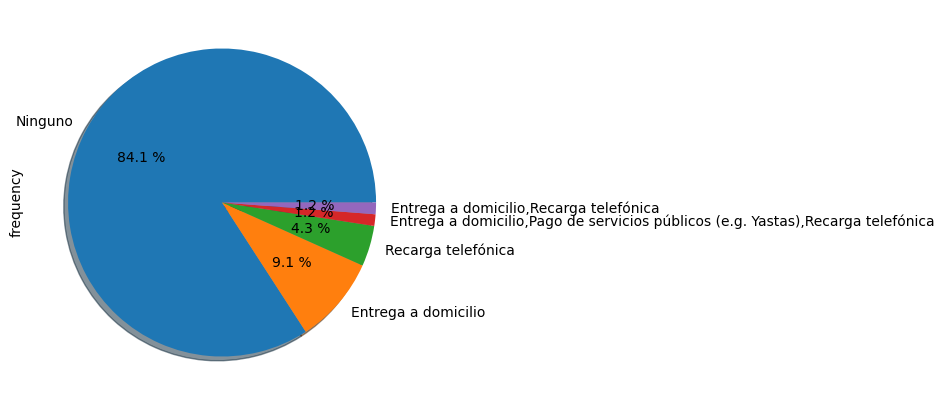 Ninguno
84.1 %
frequency
1.2 %
Entrega a domicilio,Recarga telefónica
1.2 %
Entrega a domicilio,Pago de servicios públicos (e.g. Yastas),Recarga telefónica
4.3 %
Recarga telefónica
9.1 %
Entrega a domicilio